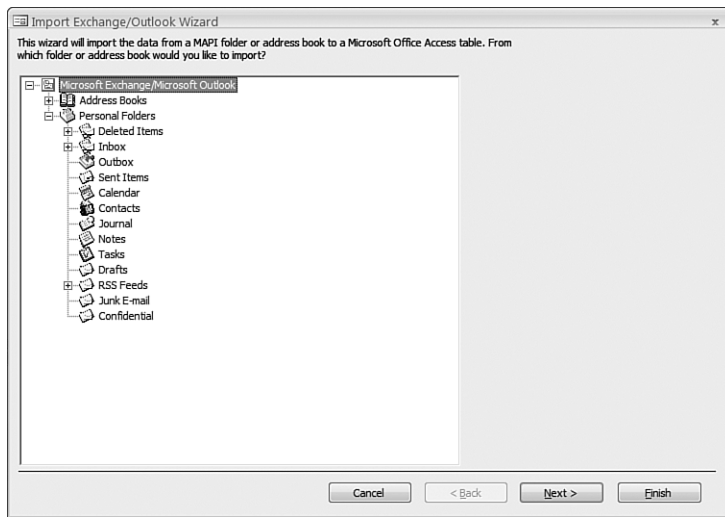 Import Exchange/Outlook Wizard
x
This wizard will import the data from a MAPI folder or address book to a Microsoft Office Access table. From
which folder or address book would you like to import?
Microsoft Exchange/Microsoft Outlook
Address Books
Personal Folders
Deleted Items
Inbox
Outbox
Sent Items
Calendar
Contacts
Journal
Notes
Tasks
Drafts
RSS Feeds
Junk E-mail
Confidential
Cancel
< Back
Next >
Finish